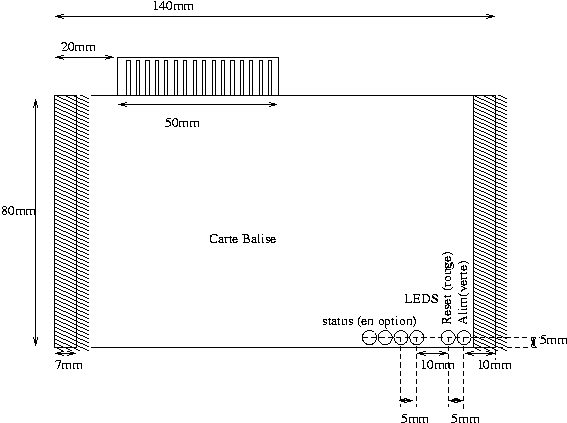 140mm
20mm
50mm
80mm
Carte Balise
Reset (rouge)
Alim(verte)
LEDS
status (en option)
5mm
7mm
10mm
10mm
5mm
5mm